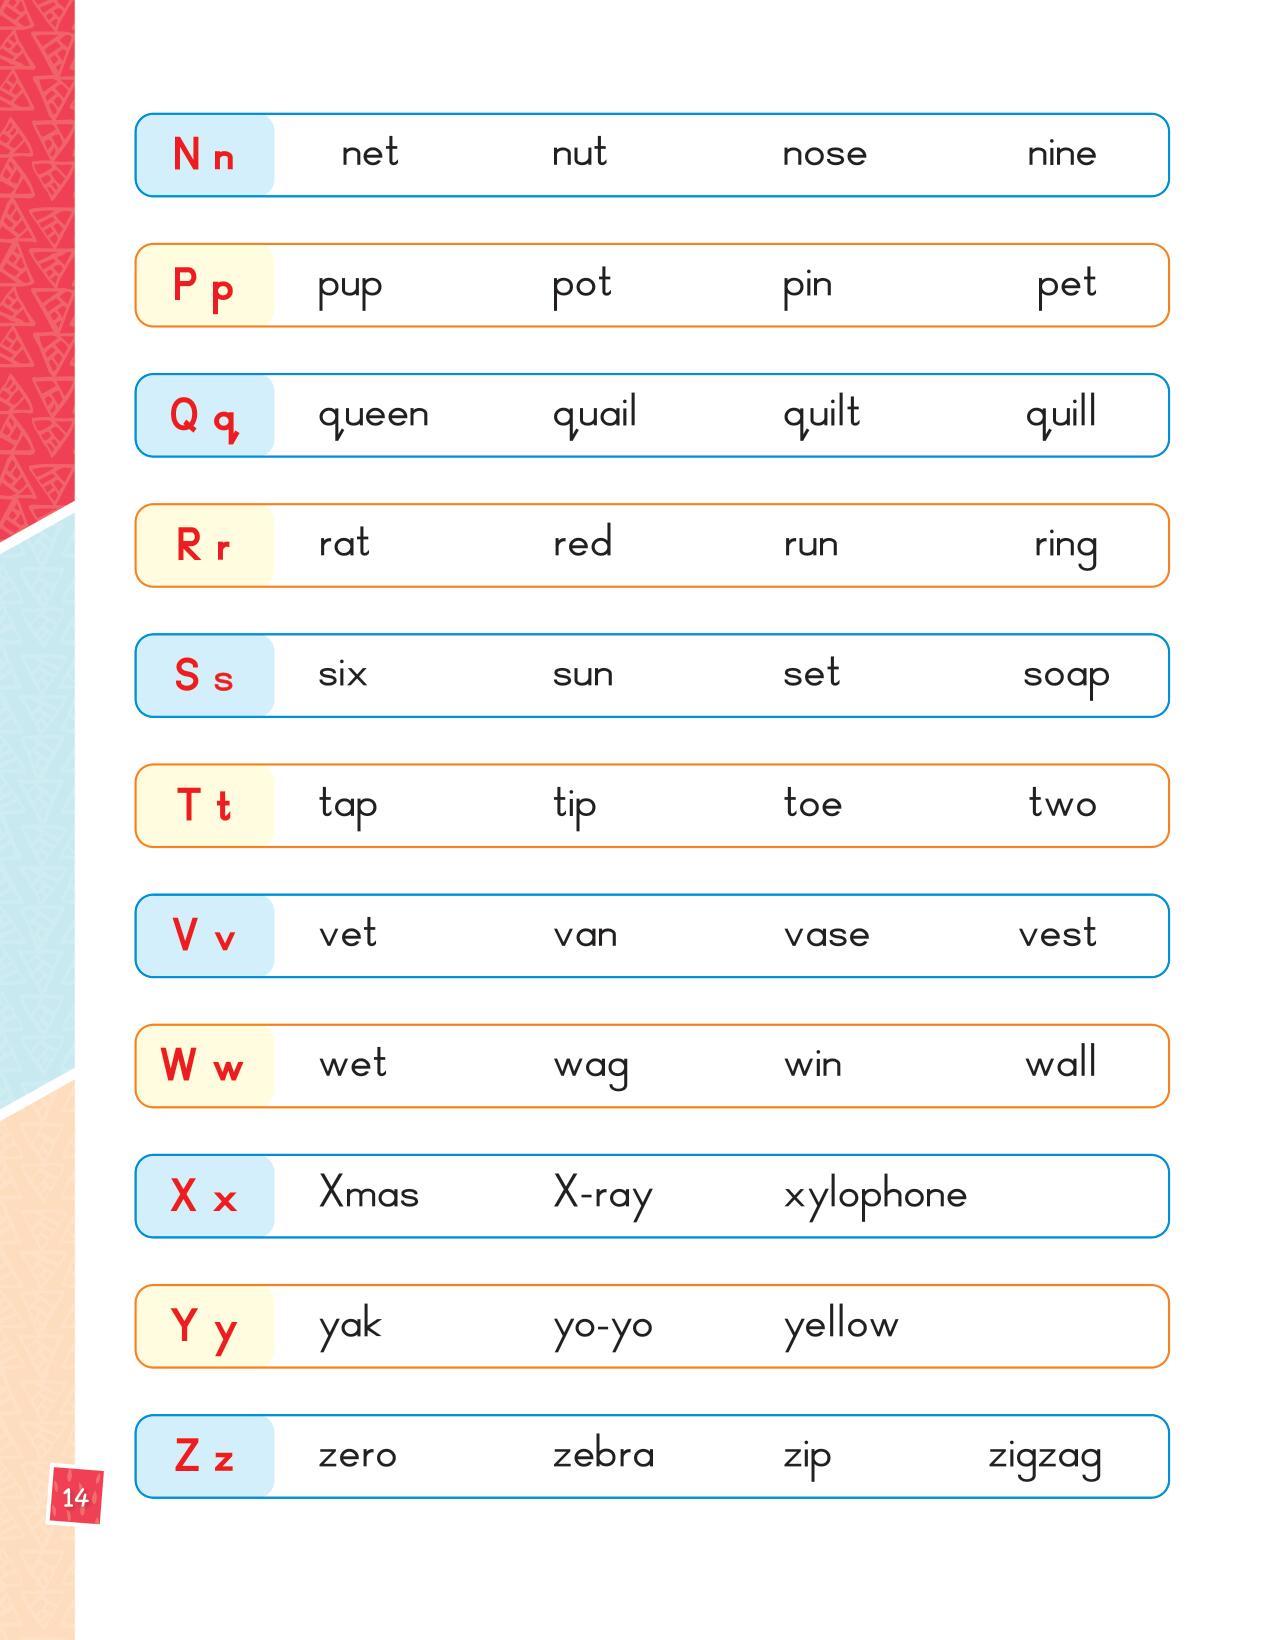 N n net nut nose nine
P p pup pot pin pet
Q q queen quail quilt quill
R r rat red run ring
S s six sun set soap
T t tap tip toe two
V v vet van vase vest
W w wet wag win wall
X x Xmas X-ray xylophone
Y y yak yo-yo yellow
Z z zero zebra zip zigzag
14